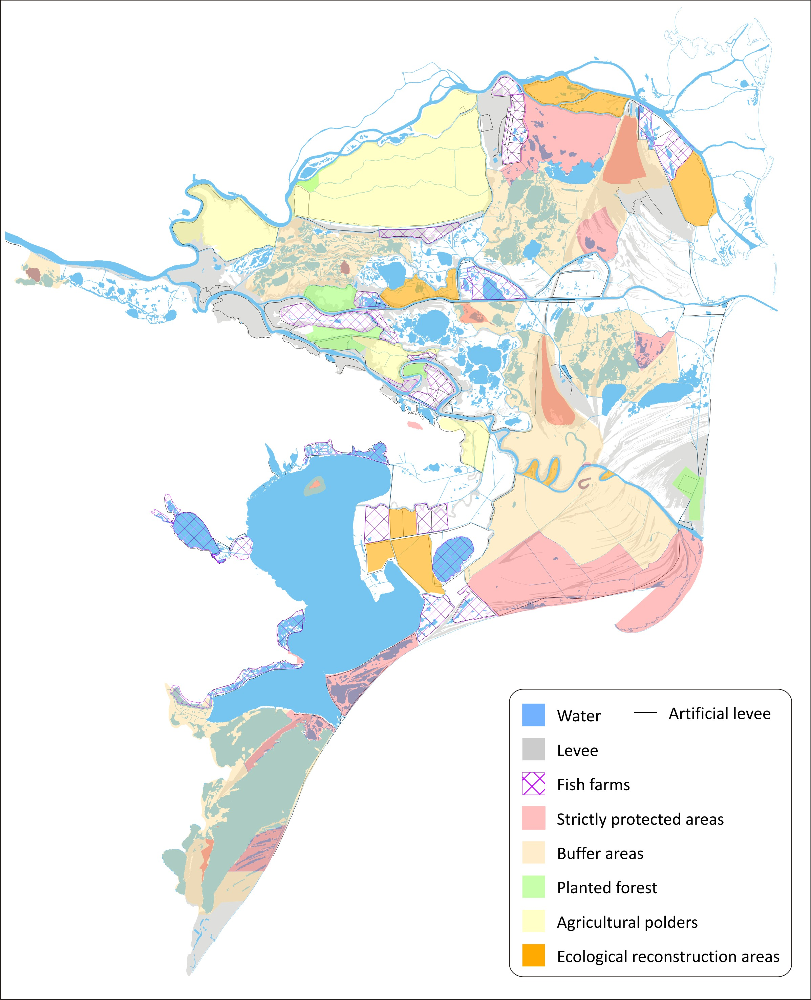 Water
Artificial levee
Levee
Fish farms
Strictly protected areas
Buffer areas
Planted forest
Agricultural polders
Ecological reconstruction areas